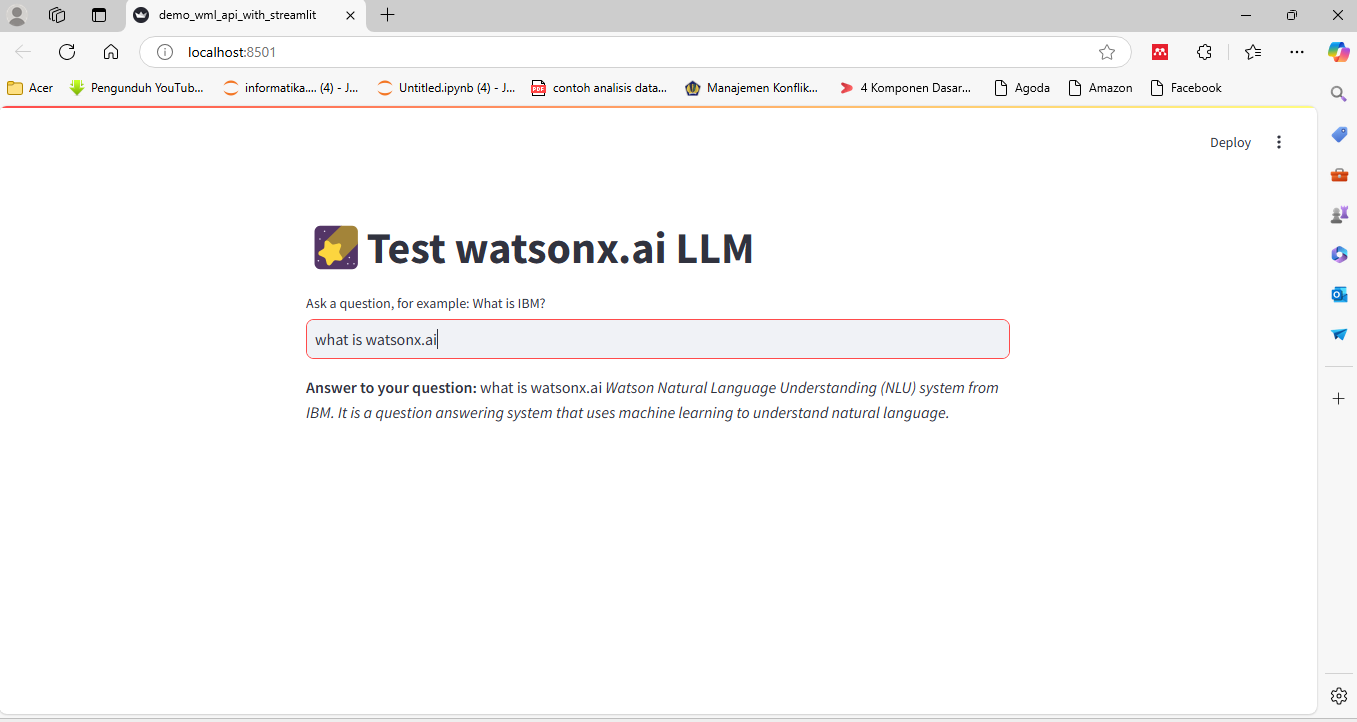 demo_wml_api_with_streamlit
localhost:8501
Acer Pengunduh YouTub... informatika.... (4) - J... Untitled.ipynb (4) - J... PDF contoh analisis data... Manajemen Konflik... 4 Komponen Dasar... Agoda Amazon Facebook
Deploy
Test watsonx.ai LLM
Ask a question, for example: What is IBM?
what is watsonx.ai
Answer to your question: what is watsonx.ai Watson Natural Language Understanding (NLU) system from
IBM. It is a question answering system that uses machine learning to understand natural language.